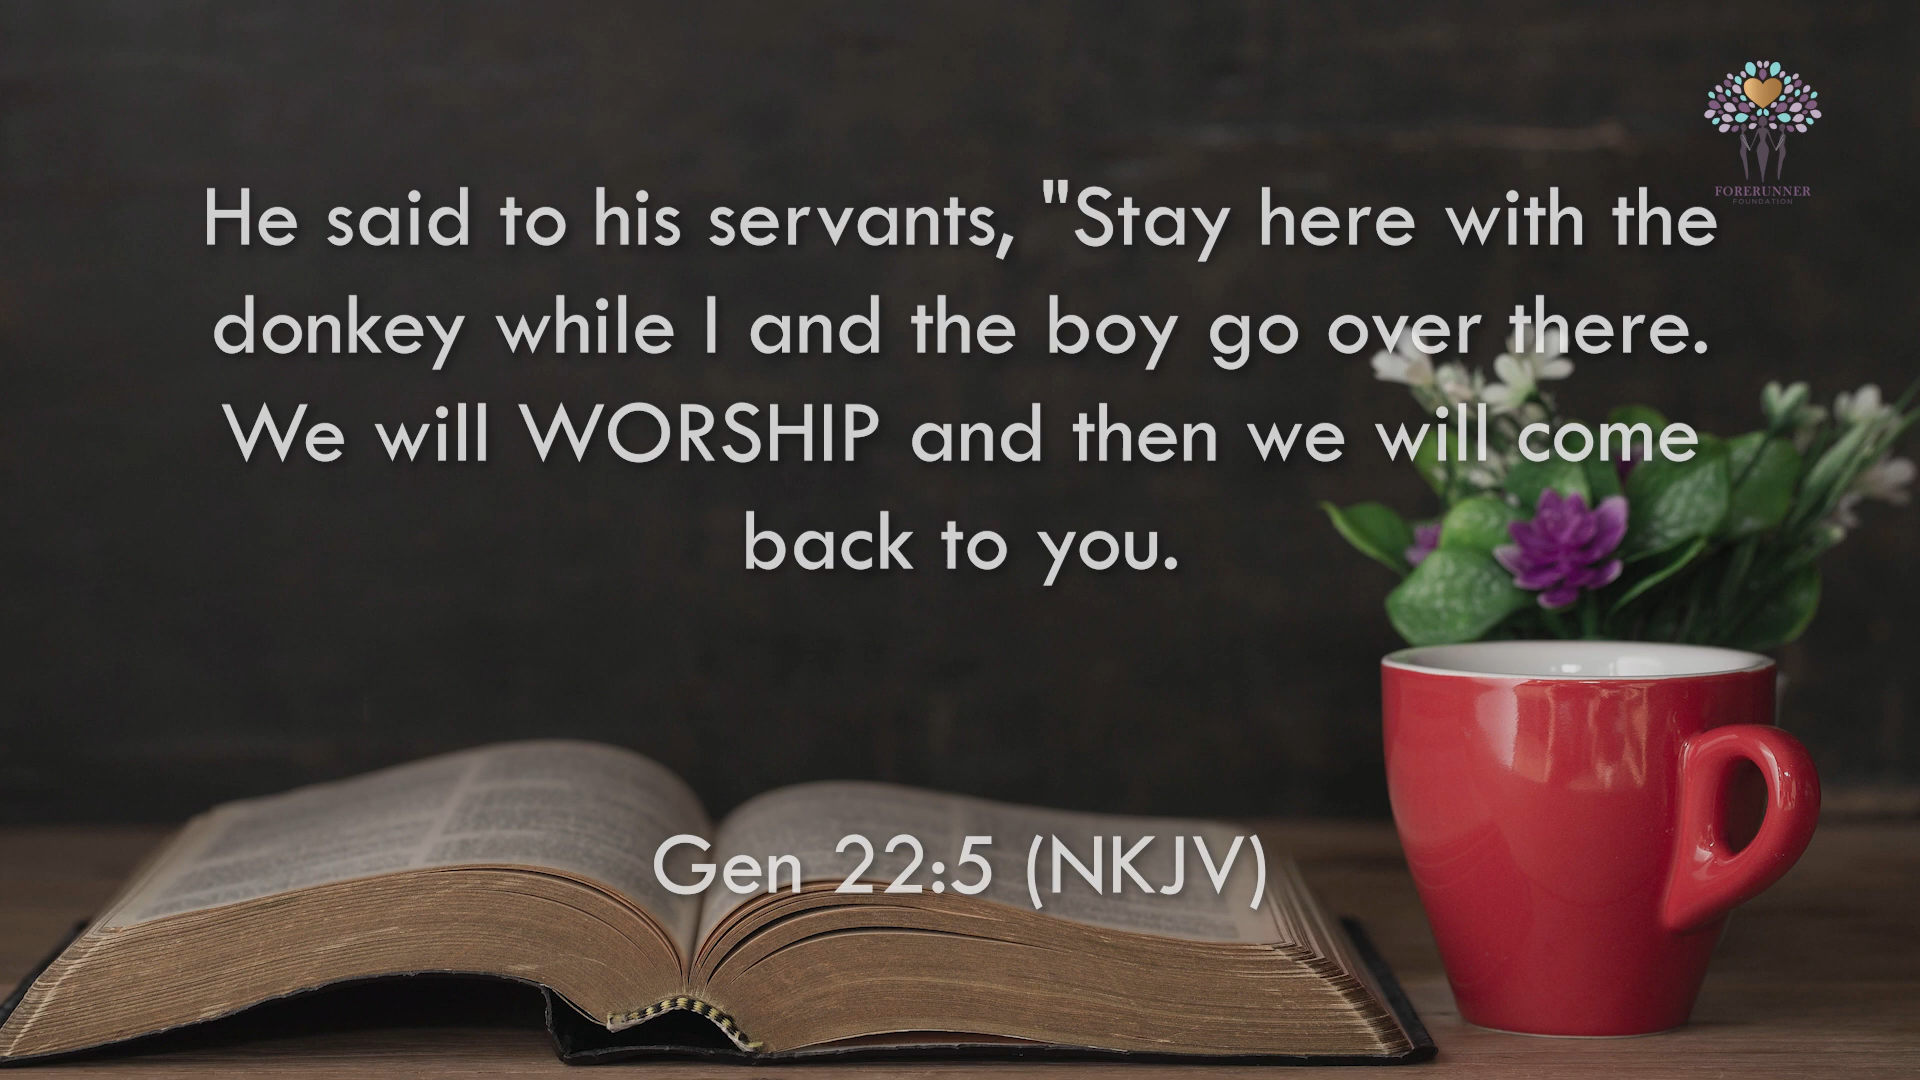 FORERUNNER
FOUNDATION
He said to his servants, "Stay here with the
donkey while I and the boy go over there.
We will WORSHIP and then we will come
back to you.
Gen 22:5 (NKJV)